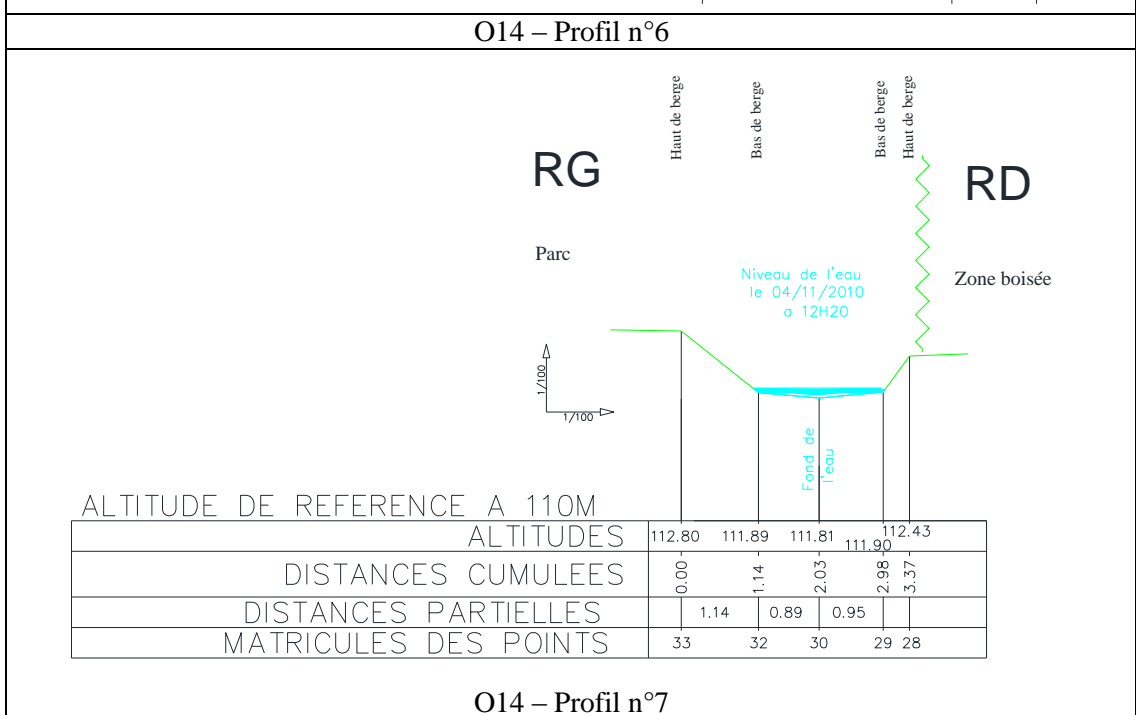 O14 – Profil n°6
Haut de berge
Bas de berge
Bas de berge
Haut de berge
RG
RD
Parc
Zone boisée
Niveau de l'eau
le 04/11/2010
a 12H20
1/100
1/100
Fond de
l'eau
ALTITUDE DE REFERENCE A 110M
ALTITUDES 112.80 111.89 111.81 111.90 112.43
DISTANCES CUMULEES 0.00 1.14 2.03 2.98 3.37
DISTANCES PARTIELLES 1.14 0.89 0.95
MATRICULES DES POINTS 33 32 30 29 28
O14 – Profil n°7